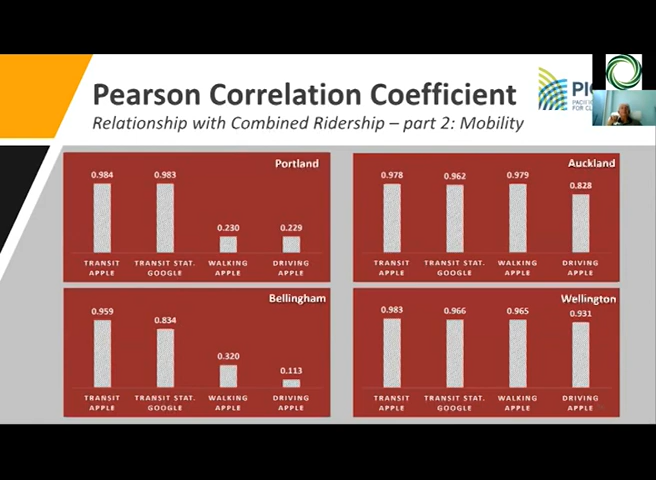 Pearson Correlation Coefficient
Relationship with Combined Ridership – part 2: Mobility
Portland
0.984
0.983
0.230
0.229
TRANSIT APPLE
TRANSIT STAT. GOOGLE
WALKING APPLE
DRIVING APPLE
Auckland
0.978
0.962
0.979
0.828
TRANSIT APPLE
TRANSIT STAT. GOOGLE
WALKING APPLE
DRIVING APPLE
Bellingham
0.959
0.834
0.320
0.113
TRANSIT APPLE
TRANSIT STAT. GOOGLE
WALKING APPLE
DRIVING APPLE
Wellington
0.983
0.966
0.965
0.931
TRANSIT APPLE
TRANSIT STAT. GOOGLE
WALKING APPLE
DRIVING APPLE